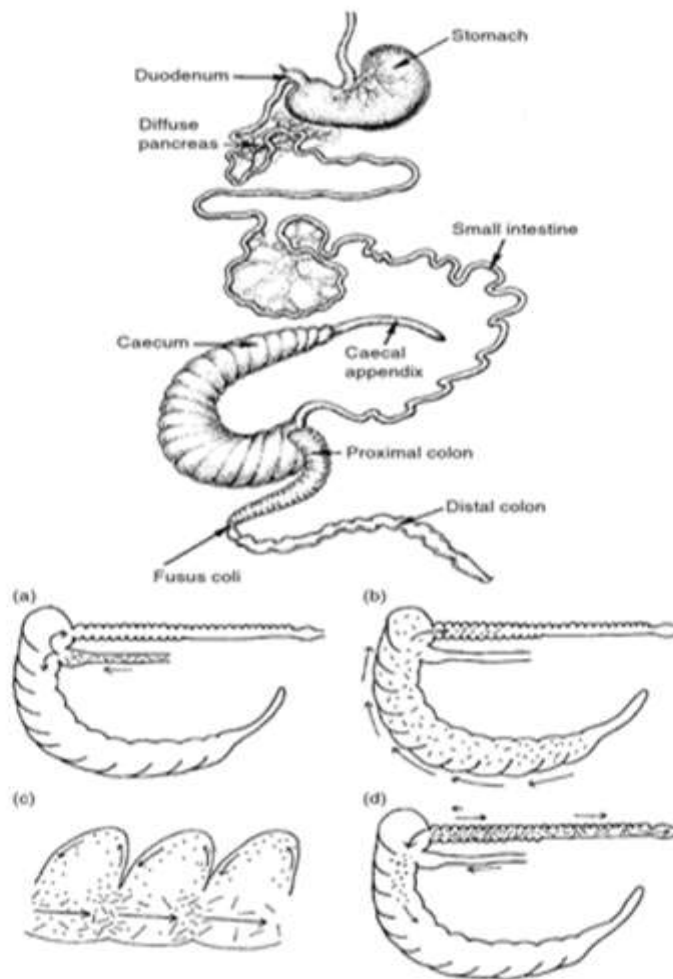 Stomach
Duodenum
Diffuse
pancreas
Small intestine
Caecum
Caecal
appendix
Proximal colon
Distal colon
Fusus coli
(a)
(b)
(c)
(d)